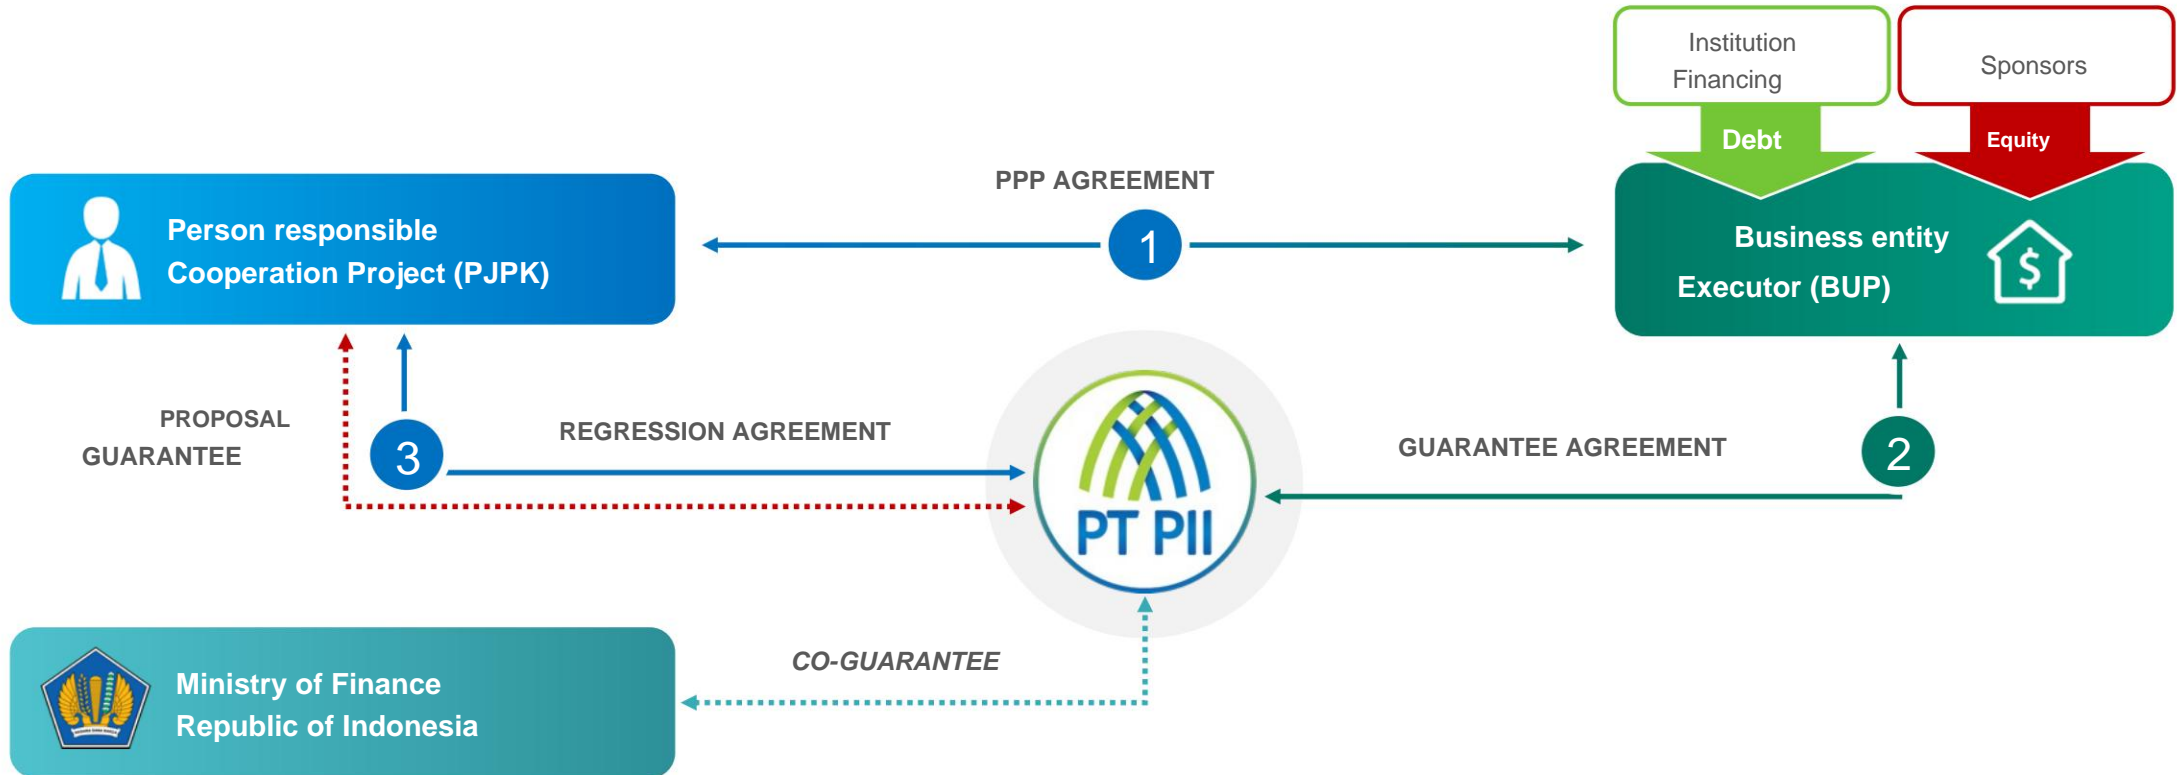 Institution
Financing
Sponsors
Debt
Equity
PPP AGREEMENT
Person responsible
Cooperation Project (PJPK)
1
Business entity
Executor (BUP)
$
PROPOSAL
GUARANTEE
3
REGRESSION AGREEMENT
GUARANTEE AGREEMENT
2
PT PII
CO-GUARANTEE
Ministry of Finance
Republic of Indonesia